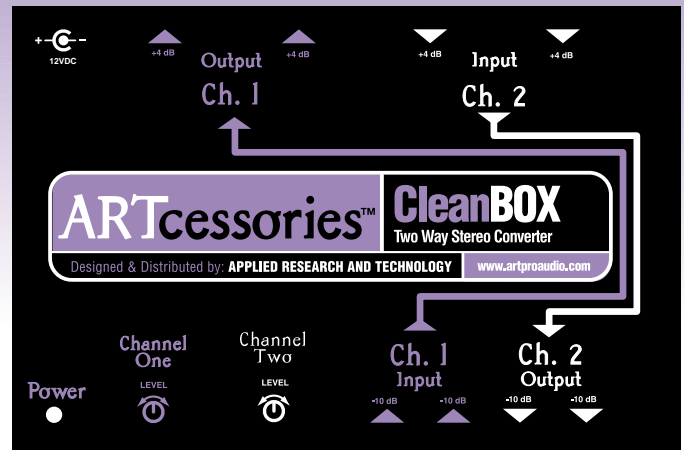 + -
12VDC
+4 dB
+4 dB
Output
Ch. 1
+4 dB
+4 dB
Input
Ch. 2
ARTcessories™
CleanBOX
Two Way Stereo Converter
Designed & Distributed by: APPLIED RESEARCH AND TECHNOLOGY
www.artproaudio.com
Channel
One
LEVEL
Channel
Two
LEVEL
Power
Ch. 1
Input
-10 dB
-10 dB
Ch. 2
Output
-10 dB
-10 dB